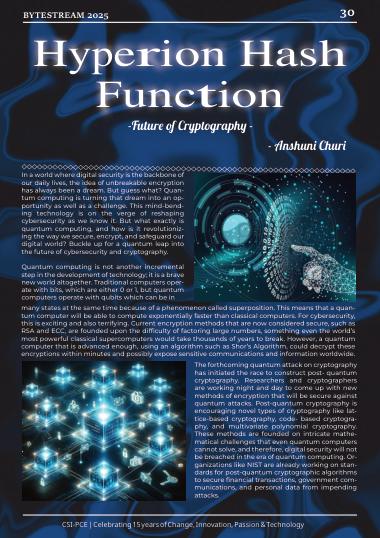 BYTESTREAM 2025
30
Hyperion Hash
Function
-Future of Cryptography -
- Anshuni Churi
In a world where digital security is the backbone of
our daily lives, the idea of unbreakable encryption
has always been a dream. But guess what? Quan-
tum computing is turning that dream into an op-
portunity as well as a challenge. This mind-bend-
ing technology is on the verge of reshaping
cybersecurity as we know it. But what exactly is
quantum computing, and how is it revolutioniz-
ing the way we secure, encrypt, and safeguard our
digital world? Buckle up for a quantum leap into
the future of cybersecurity and cryptography.
Quantum computing is not another incremental
step in the development of technology, it is a brave
new world altogether. Traditional computers oper-
ate with bits, which are either 0 or 1, but quantum
computers operate with qubits which can be in
many states at the same time because of a phenomenon called superposition. This means that a quan-
tum computer will be able to compute exponentially faster than classical computers. For cybersecurity,
this is exciting and also terrifying. Current encryption methods that are now considered secure, such as
RSA and ECC, are founded upon the difficulty of factoring large numbers, something even the world's
most powerful classical supercomputers would take thousands of years to break. However, a quantum
computer that is advanced enough, using an algorithm such as Shor's Algorithm, could decrypt these
encryptions within minutes and possibly expose sensitive communications and information worldwide.
The forthcoming quantum attack on cryptography
has initiated the race to construct post- quantum
cryptography. Researchers and cryptographers
are working night and day to come up with new
methods of encryption that will be secure against
quantum attacks. Post-quantum cryptography is
encouraging novel types of cryptography like lat-
tice-based cryptography, code- based cryptogra-
phy, and multivariate polynomial cryptography.
These methods are founded on intricate mathe-
matical challenges that even quantum computers
cannot solve, and therefore, digital security will not
be breached in the era of quantum computing. Or-
ganizations like NIST are already working on stan-
dards for post-quantum cryptographic algorithms
to secure financial transactions, government com-
munications, and personal data from impending
attacks.
CSI-PCE | Celebrating 15 years of Change, Innovation, Passion & Technology